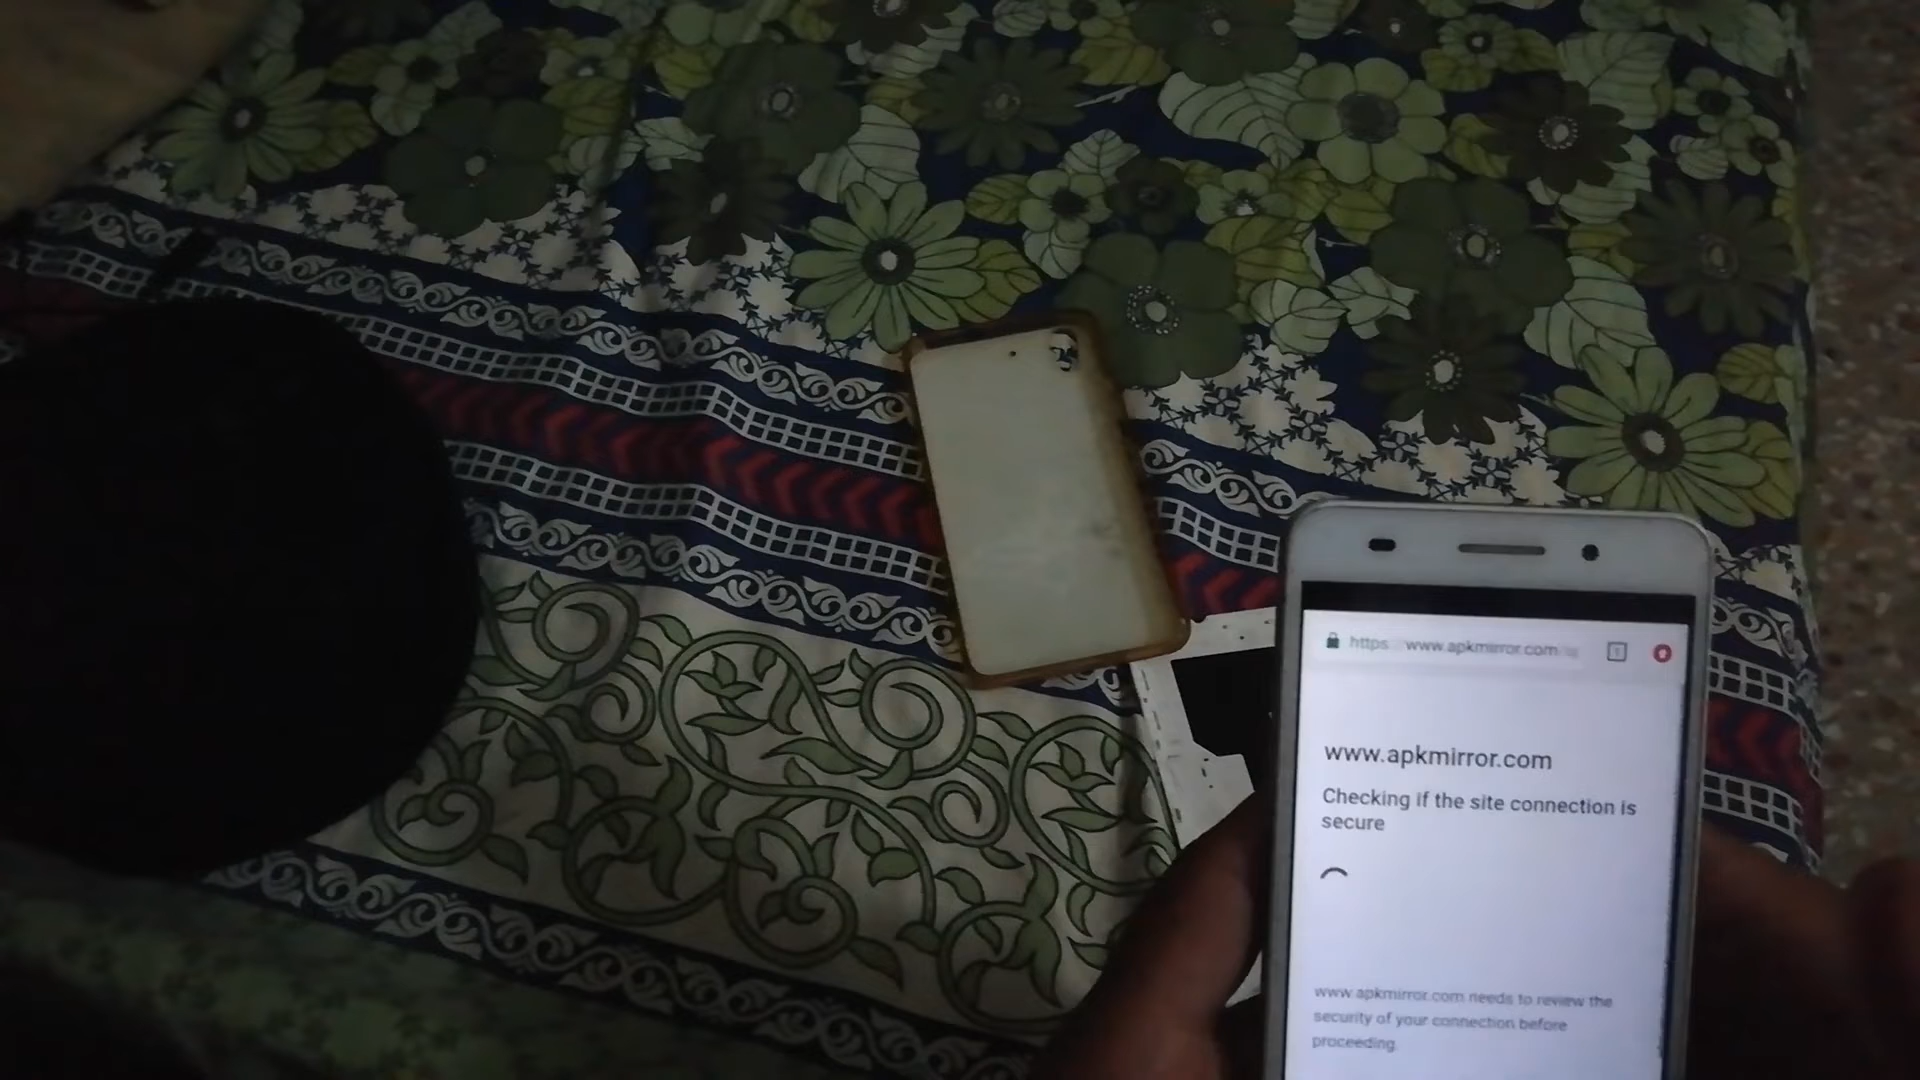 https://www.apkmirror.com
www.apkmirror.com
Checking if the site connection is
secure
www.apkmirror.com needs to review the
security of your connection before
proceeding.